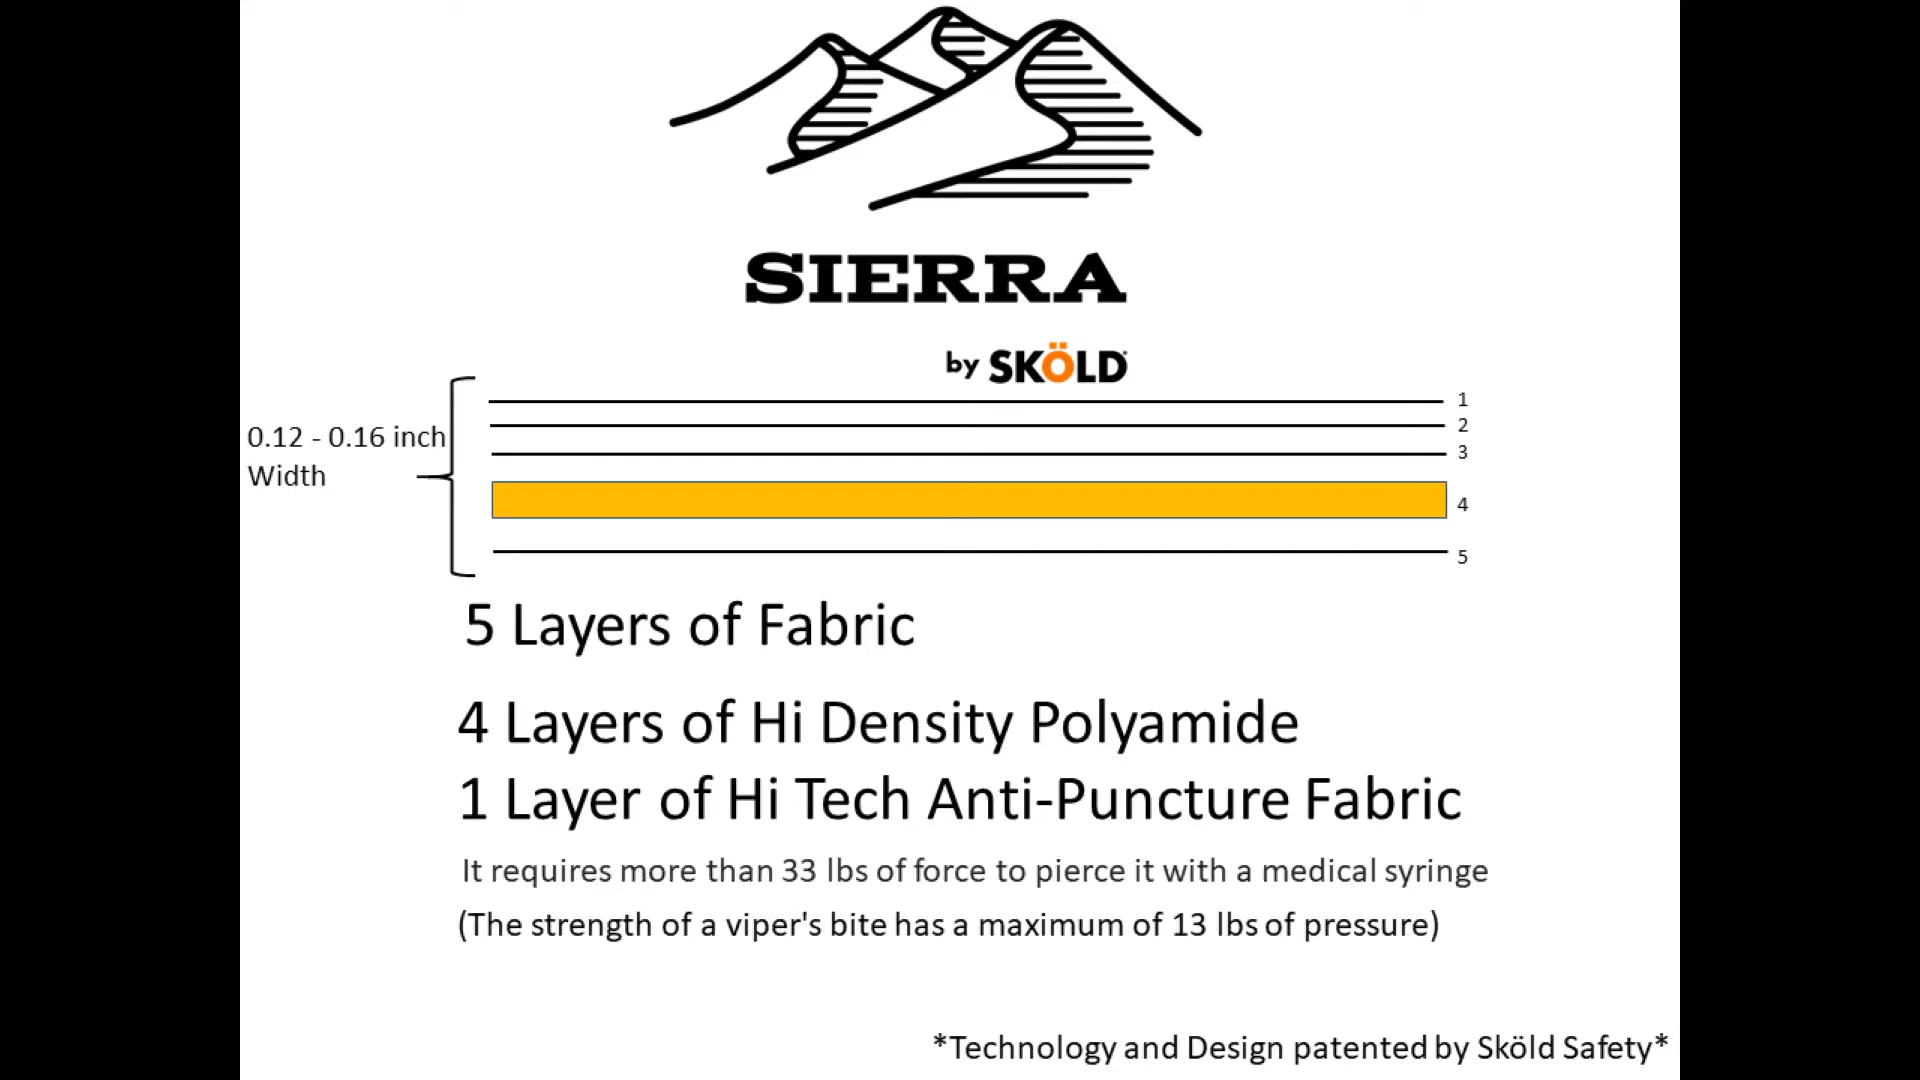 SIERRA
by SKÖLD
0.12 - 0.16 inch
Width
1
2
3
4
5
5 Layers of Fabric
4 Layers of Hi Density Polyamide
1 Layer of Hi Tech Anti-Puncture Fabric
It requires more than 33 lbs of force to pierce it with a medical syringe
(The strength of a viper's bite has a maximum of 13 lbs of pressure)
*Technology and Design patented by Sköld Safety*